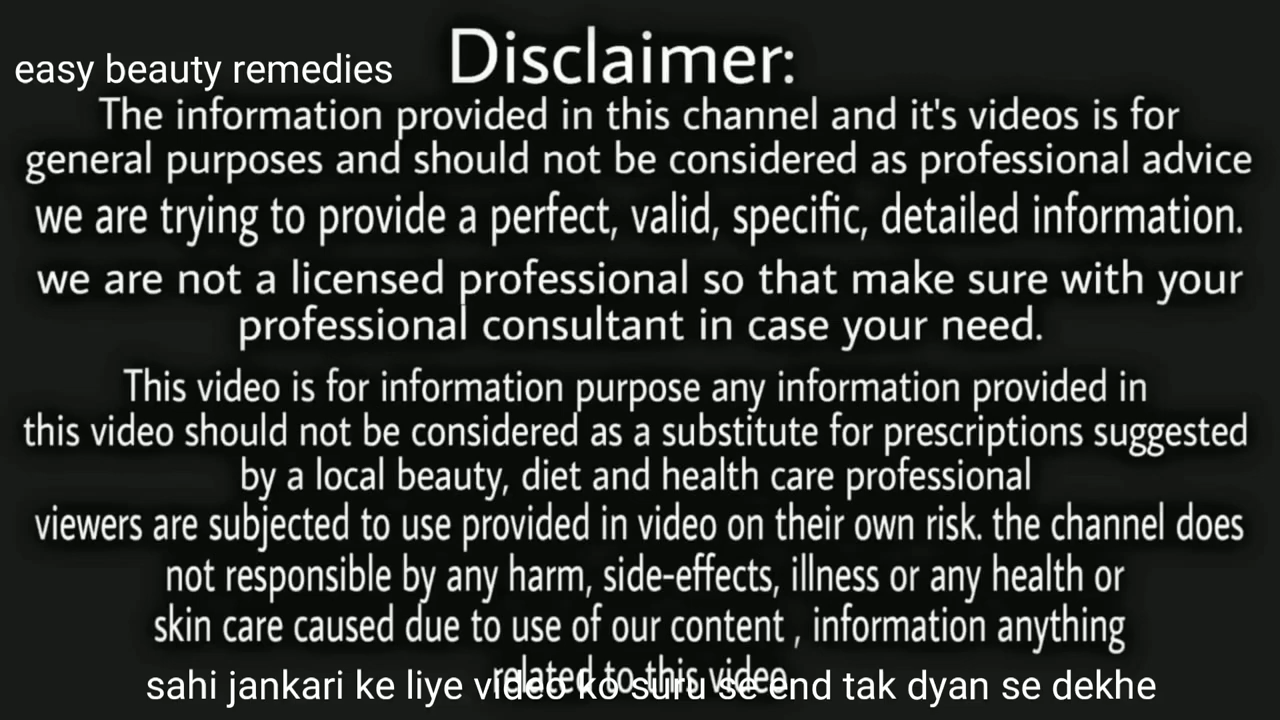 easy beauty remedies
Disclaimer:
The information provided in this channel and it's videos is for
general purposes and should not be considered as professional advice
we are trying to provide a perfect, valid, specific, detailed information.
we are not a licensed professional so that make sure with your
professional consultant in case your need.
This video is for information purpose any information provided in
this video should not be considered as a substitute for prescriptions suggested
by a local beauty, diet and health care professional
viewers are subjected to use provided in video on their own risk. the channel does
not responsible by any harm, side-effects, illness or any health or
skin care caused due to use of our content , information anything
related to this video
sahi jankari ke liye video ko suru se end tak dyan se dekhe